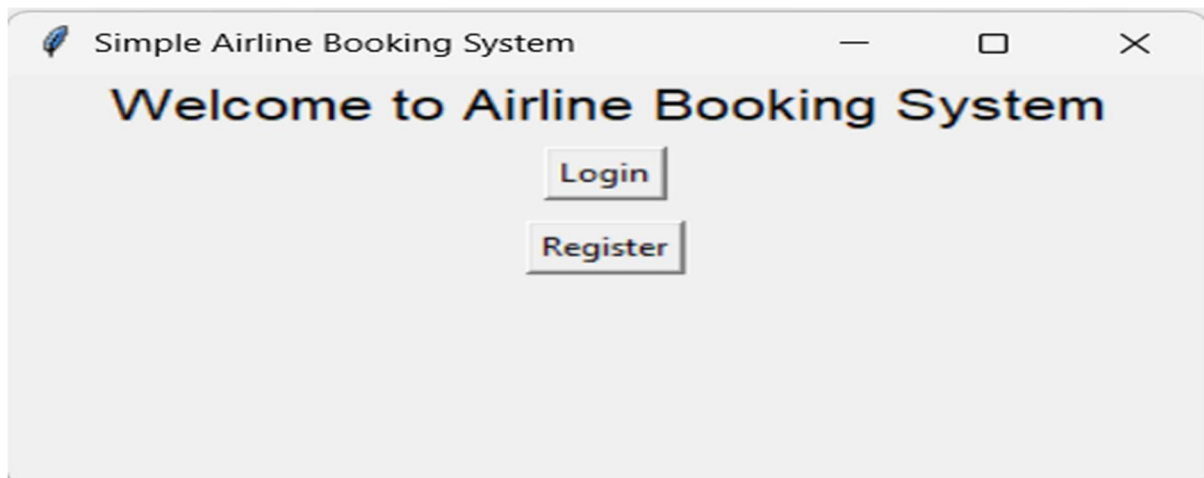 Simple Airline Booking System
Welcome to Airline Booking System
Login
Register